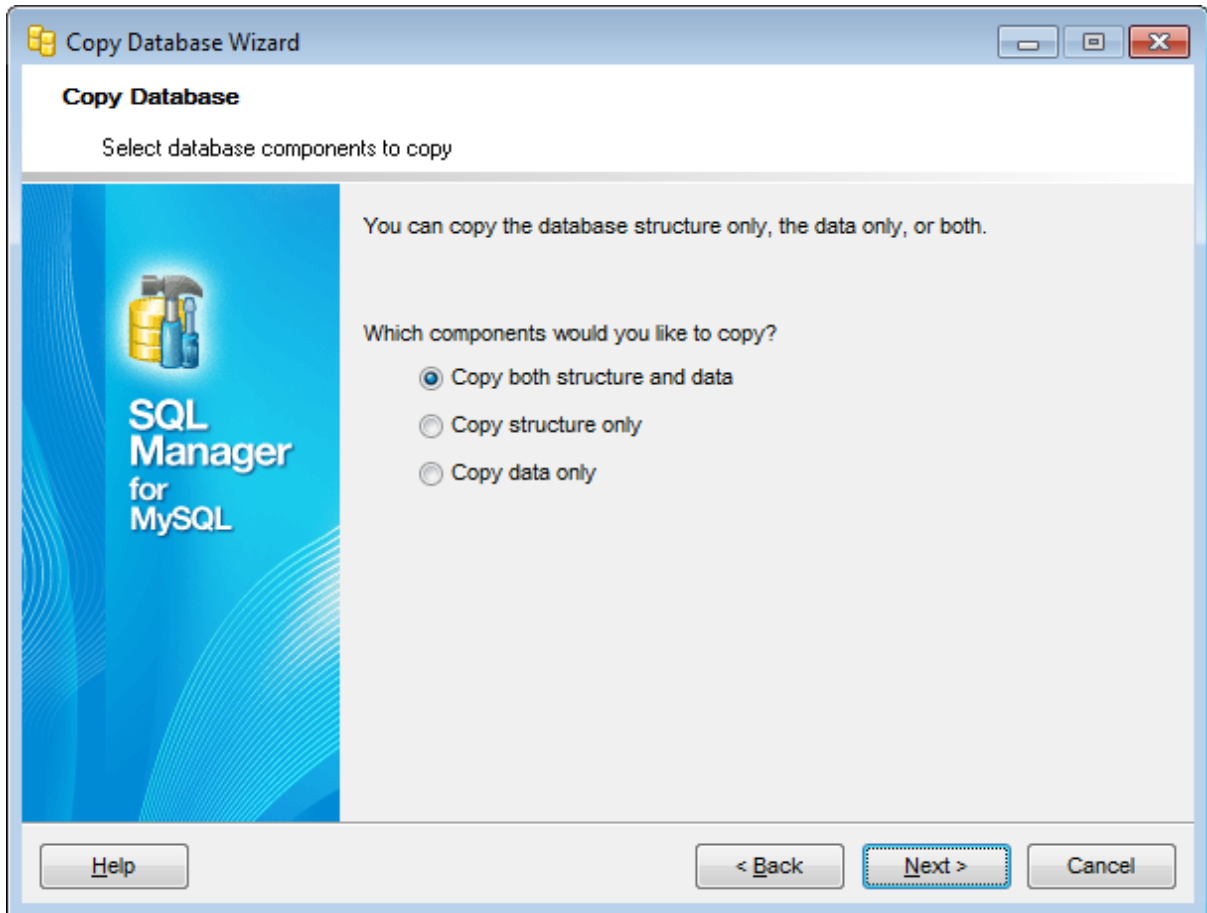 Copy Database Wizard
Copy Database
Select database components to copy
You can copy the database structure only, the data only, or both.
Which components would you like to copy?
Copy both structure and data
Copy structure only
Copy data only
SQL
Manager
for
MySQL
Help
< Back
Next >
Cancel